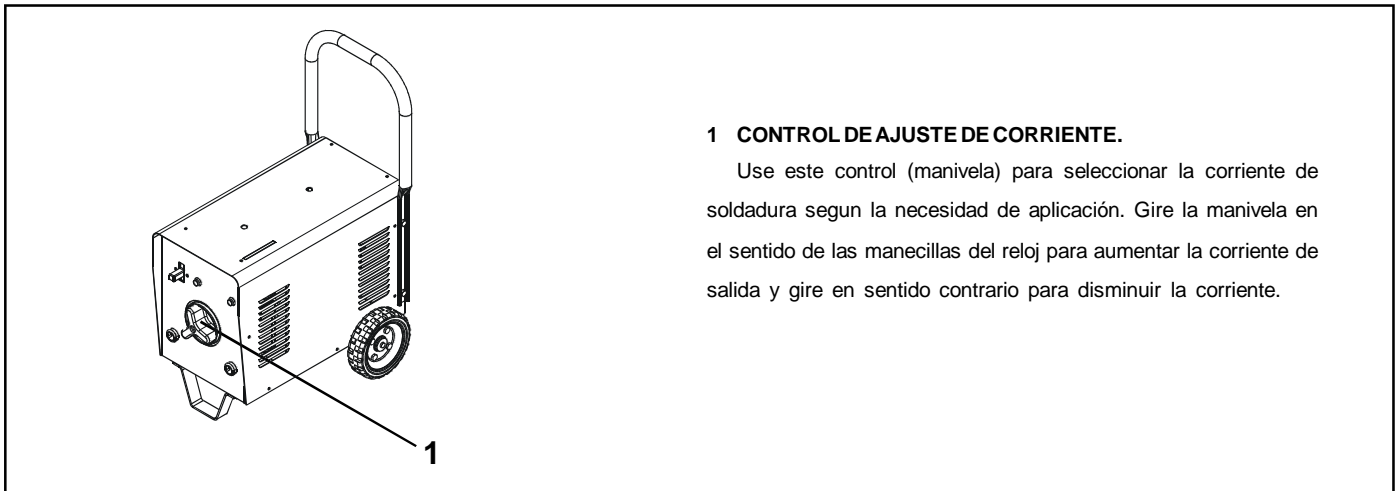 1 CONTROL DE AJUSTE DE CORRIENTE.
Use este control (manivela) para seleccionar la corriente de
soldadura segun la necesidad de aplicación. Gire la manivela en
el sentido de las manecillas del reloj para aumentar la corriente de
salida y gire en sentido contrario para disminuir la corriente.
1